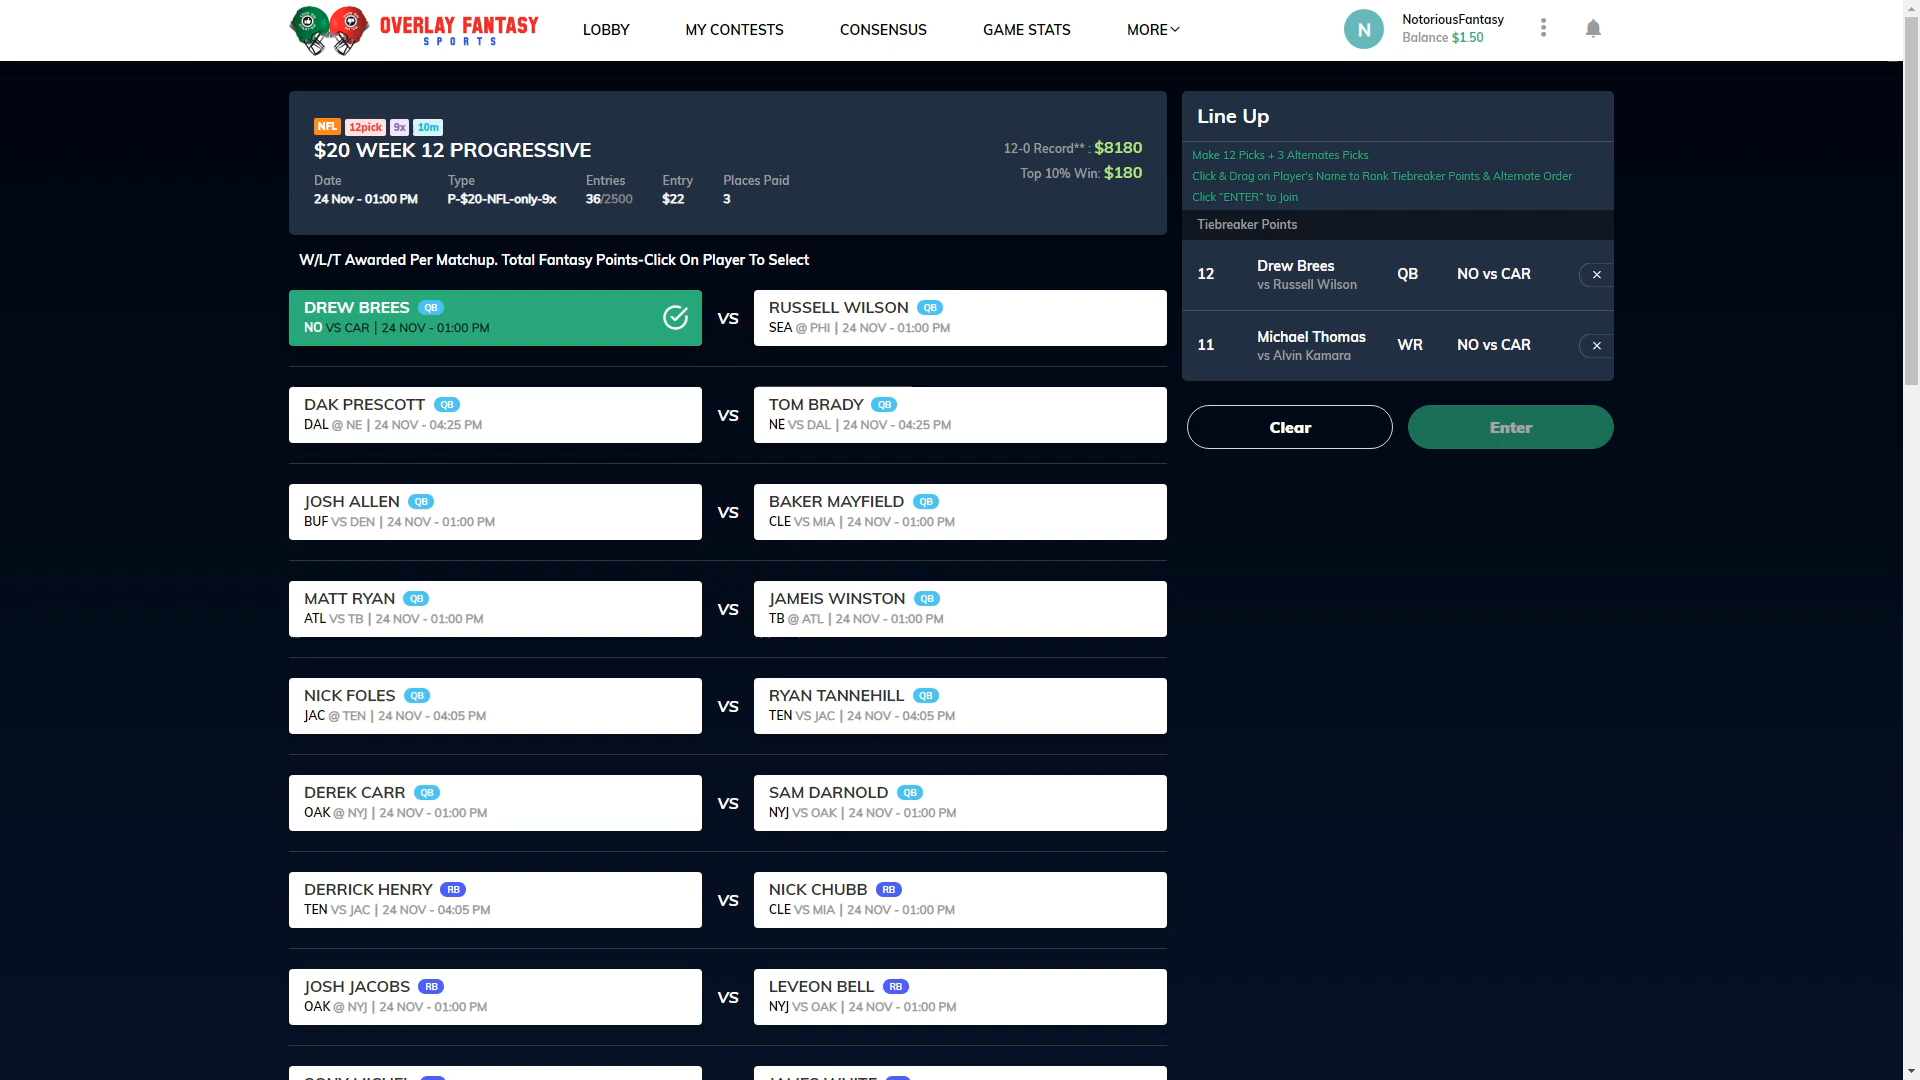 OVERLAY FANTASY
SPORTS
LOBBY
MY CONTESTS
CONSENSUS
GAME STATS
MORE
N
NotoriousFantasy
Balance $1.50
NFL 12pick 9x 10m
$20 WEEK 12 PROGRESSIVE
12-0 Record** : $8180
Top 10% Win: $180
Date Type Entries Entry Places Paid
24 Nov - 01:00 PM P-$20-NFL-only-9x 36/2500 $22 3
W/L/T Awarded Per Matchup. Total Fantasy Points-Click On Player To Select
DREW BREES QB
NO VS CAR | 24 NOV - 01:00 PM
VS
RUSSELL WILSON QB
SEA @ PHI | 24 NOV - 01:00 PM
DAK PRESCOTT QB
DAL @ NE | 24 NOV - 04:25 PM
VS
TOM BRADY QB
NE VS DAL | 24 NOV - 04:25 PM
JOSH ALLEN QB
BUF VS DEN | 24 NOV - 01:00 PM
VS
BAKER MAYFIELD QB
CLE VS MIA | 24 NOV - 01:00 PM
MATT RYAN QB
ATL VS TB | 24 NOV - 01:00 PM
VS
JAMEIS WINSTON QB
TB @ ATL | 24 NOV - 01:00 PM
NICK FOLES QB
JAC @ TEN | 24 NOV - 04:05 PM
VS
RYAN TANNEHILL QB
TEN VS JAC | 24 NOV - 04:05 PM
DEREK CARR QB
OAK @ NYJ | 24 NOV - 01:00 PM
VS
SAM DARNOLD QB
NYJ VS OAK | 24 NOV - 01:00 PM
DERRICK HENRY RB
TEN VS JAC | 24 NOV - 04:05 PM
VS
NICK CHUBB RB
CLE VS MIA | 24 NOV - 01:00 PM
JOSH JACOBS RB
OAK @ NYJ | 24 NOV - 01:00 PM
VS
LEVEON BELL RB
NYJ VS OAK | 24 NOV - 01:00 PM
SONY MICHEL
JAMES WHITE
Line Up
Make 12 Picks + 3 Alternates Picks
Click & Drag on Player's Name to Rank Tiebreaker Points & Alternate Order
Click “ENTER” to Join
Tiebreaker Points
12 Drew Brees QB NO vs CAR ×
vs Russell Wilson
11 Michael Thomas WR NO vs CAR ×
vs Alvin Kamara
Clear
Enter